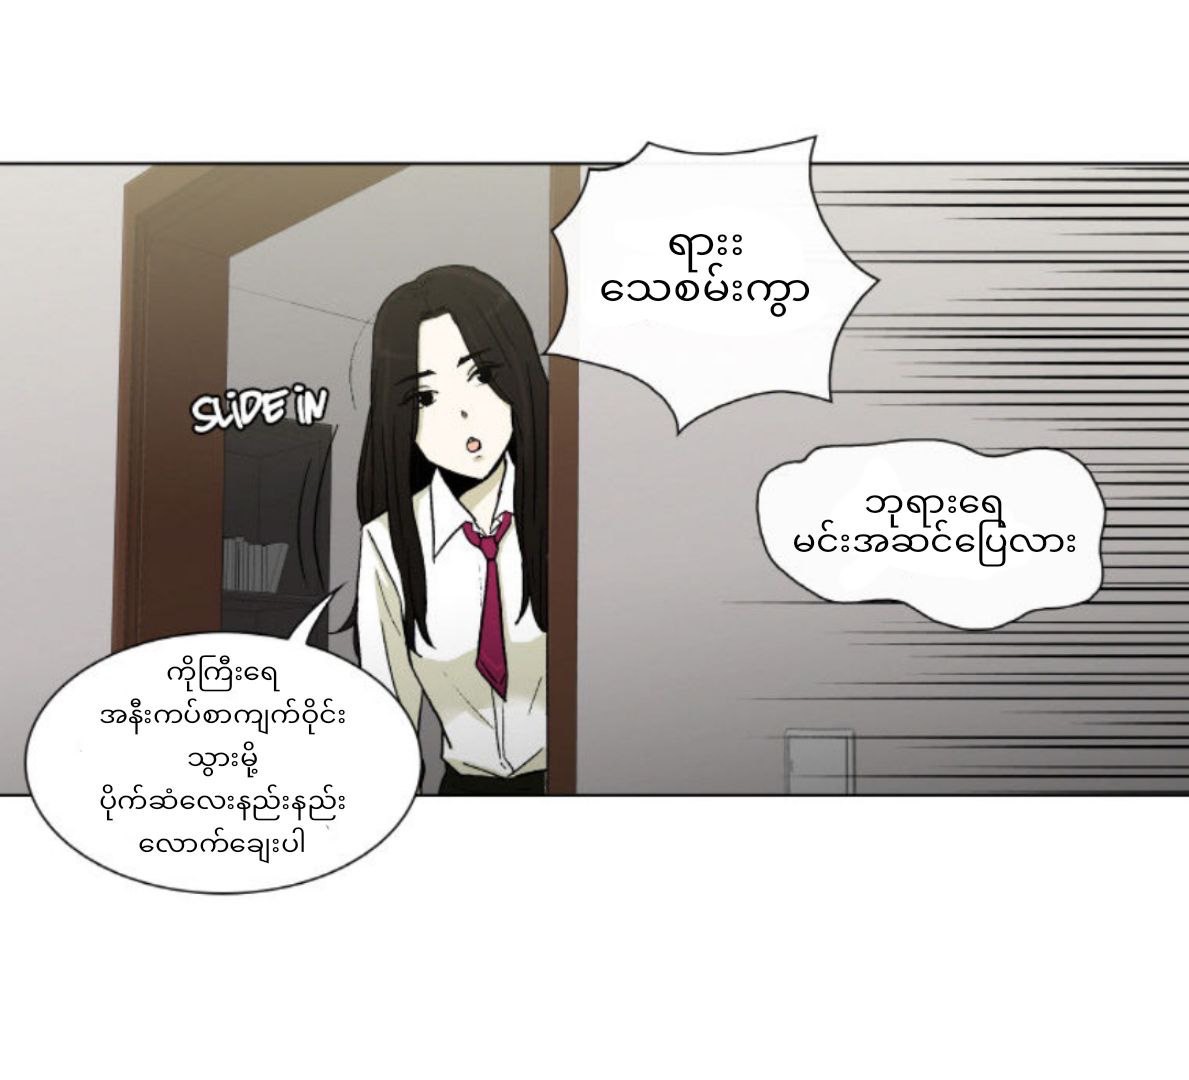 ရားး
သေစမ်းကွာ
SLIDE IN
ဘုရားရေ
မင်းအဆင်ပြေလား
ကိုကြီးရေ
အနီးကပ်စာကျက်ဝိုင်း
သွားမို့
ပိုက်ဆံလေးနည်းနည်း
လောက်ချေးပါ